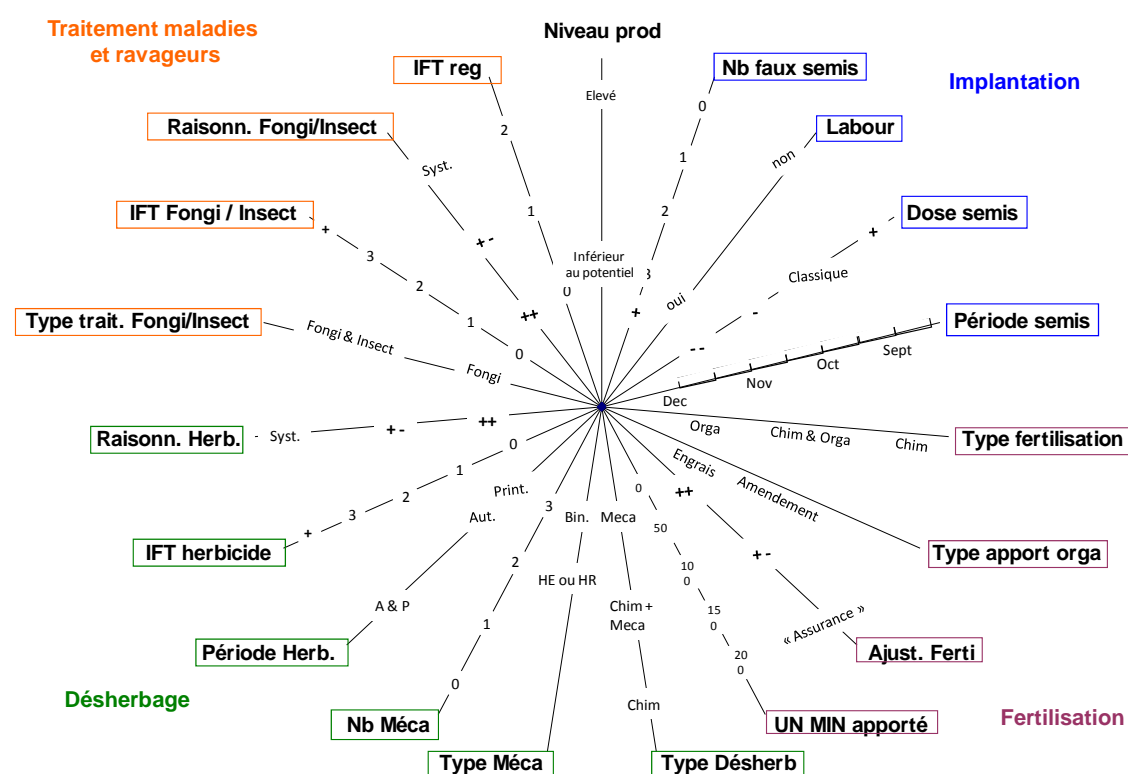 Traitement maladies
et ravageurs
Niveau prod
Implantation
IFT reg
2
1
0
Elevé
Inférieur
au potentiel
Nb faux semis
0
1
2
3
+
Raisonn. Fongi/Insect
Syst.
+ -
++
Labour
non
oui
IFT Fongi / Insect
+
3
2
1
0
Dose semis
+
Classique
-
--
Type trait. Fongi/Insect
Fongi & Insect
Fongi
Période semis
Sept
Oct
Nov
Dec
Raisonn. Herb.
Syst.
+ -
++
Type fertilisation
Orga
Chim & Orga
Chim
IFT herbicide
+
3
2
1
0
Type apport orga
Engrais
Amendement
Période Herb.
A & P
Aut.
Print.
Ajust. Ferti
++
+ -
« Assurance »
Nb Méca
0
1
2
3
UN MIN apporté
0
50
10
0
15
0
20
0
Type Méca
HE ou HR
Bin.
Type Désherb
Meca
Chim +
Meca
Chim
Désherbage
Fertilisation